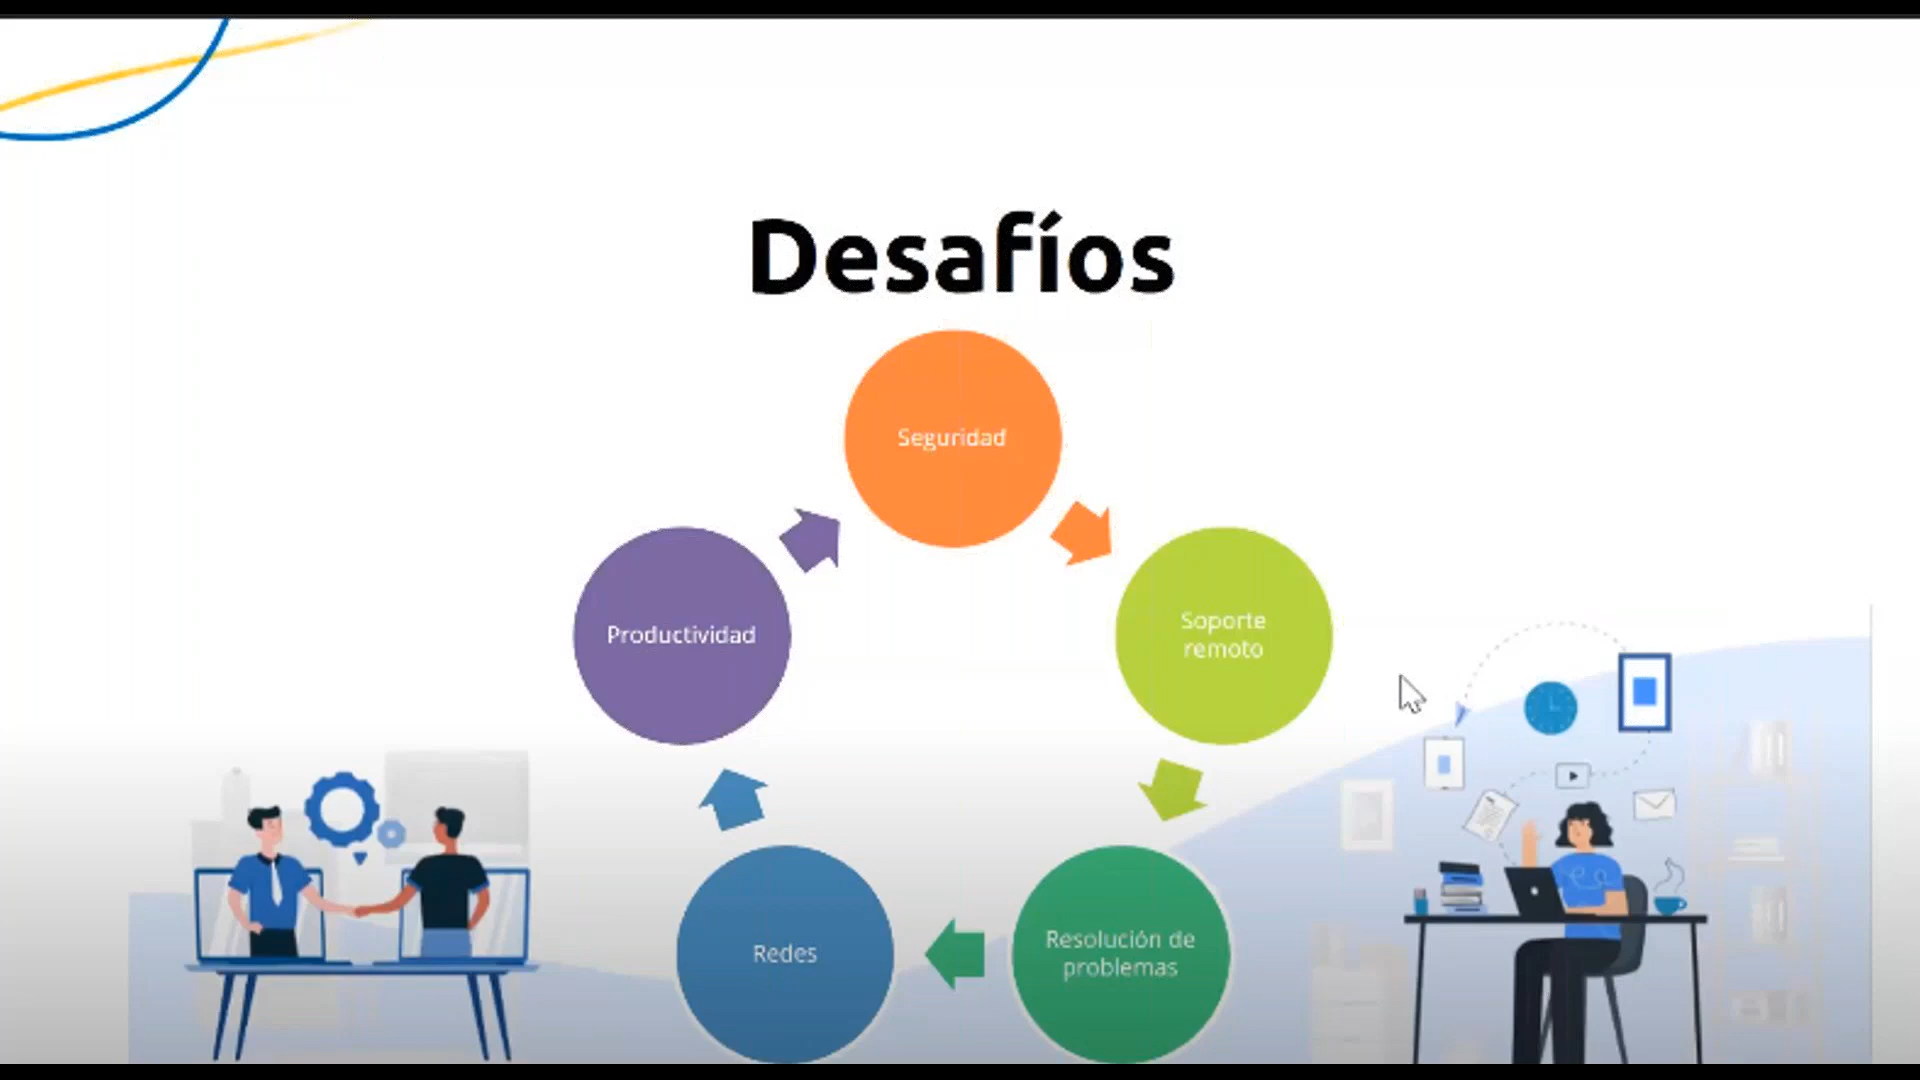 Desafíos
Seguridad
Soporte
remoto
Resolución de
problemas
Redes
Productividad